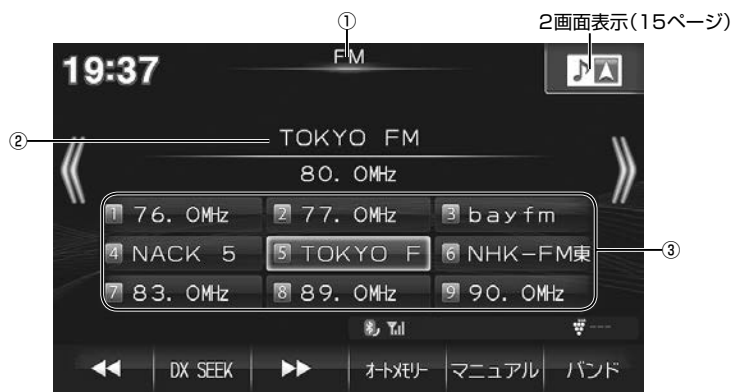 ①
2画面表示(15ページ)
19:37
FM
②
TOKYO FM
80. 0MHz
1 76. 0MHz
2 77. 0MHz
3 bayfm
4 NACK 5
5 TOKYO F
6 NHK-FM東
③
7 83. 0MHz
8 89. 0MHz
9 90. 0MHz
---
DX SEEK
オートメモリー
マニュアル
バンド